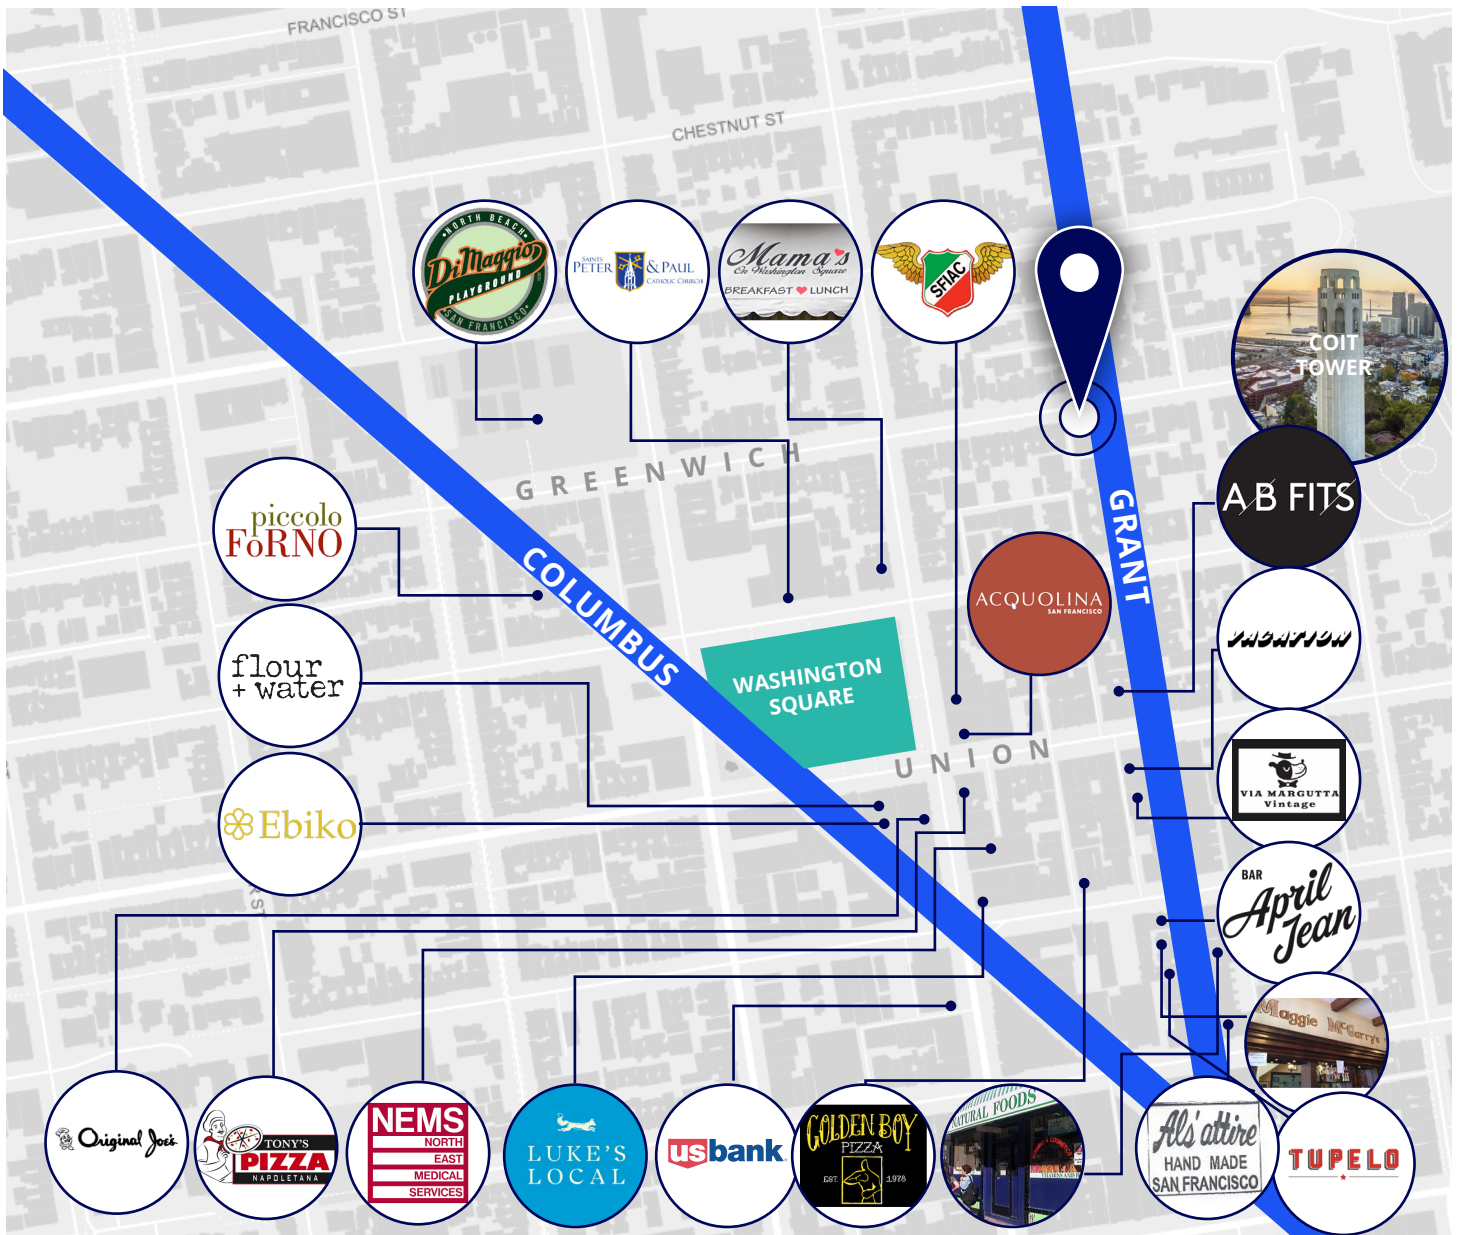 FRANCISCO ST
CHESTNUT ST
NORTH BEACH
DiMaggio
PLAYGROUND
SAN FRANCISCO
SAINTS
PETER & PAUL
CATHOLIC CHURCH
Mama's
On Washington Square
BREAKFAST LUNCH
SFIAC
COIT
TOWER
GREENWICH
piccolo
FoRNO
A B FITS
GRANT
COLUMBUS
ACQUOLINA
SAN FRANCISCO
VACATION
flour
+ water
WASHINGTON
SQUARE
UNION
VIA MARGUTTA
Vintage
Ebiko
BAR
April
Jean
R ST
Maggie McGarry's
Original Joe's
TONY'S
PIZZA
NAPOLETANA
NEMS
NORTH
EAST
MEDICAL
SERVICES
LUKE'S
LOCAL
usbank
GOLDEN BOY
PIZZA
EST. 1978
NATURAL FOODS
Al's attire
HAND MADE
SAN FRANCISCO
TUPELO